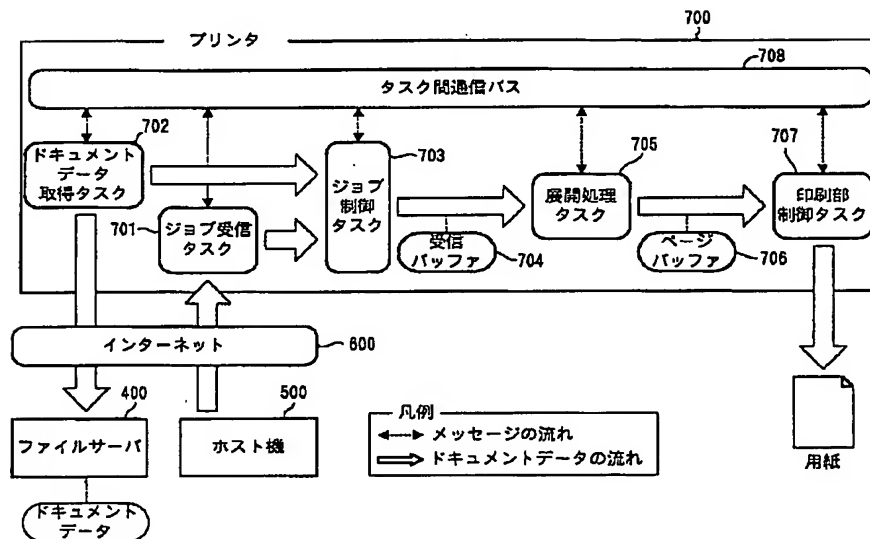 プリンタ
700
708
タスク間通信バス
702
ドキュメント
データ
取得タスク
701
ジョブ受信
タスク
703
ジョブ
制御
タスク
受信
バッファ
704
705
展開処理
タスク
ページ
バッファ
706
707
印刷部
制御タスク
インターネット
600
400
ファイルサーバ
ドキュメント
データ
500
ホスト機
凡例
メッセージの流れ
ドキュメントデータの流れ
用紙